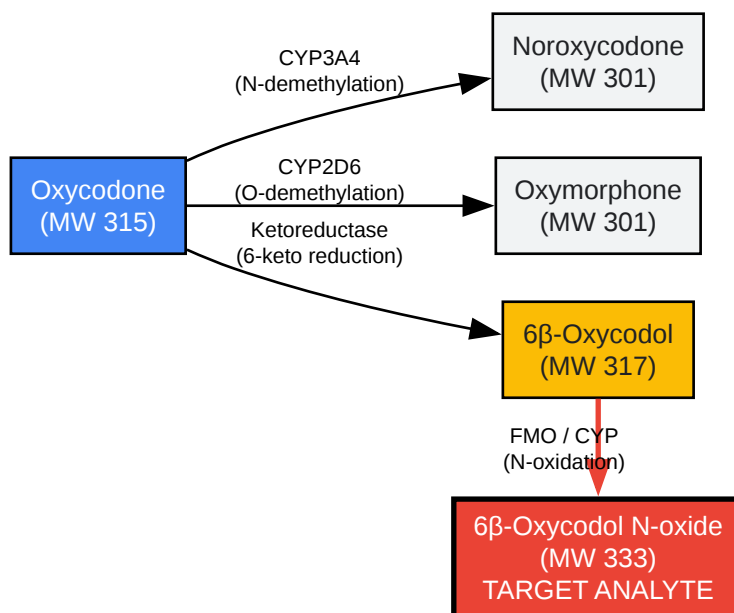 CYP3A4
(N-demethylation)
Noroxycodone
(MW 301)
Oxycodone
(MW 315)
CYP2D6
(O-demethylation)
Oxymorphone
(MW 301)
Ketoreductase
(6-keto reduction)
6β-Oxycodol
(MW 317)
FMO / CYP
(N-oxidation)
6β-Oxycodol N-oxide
(MW 333)
TARGET ANALYTE